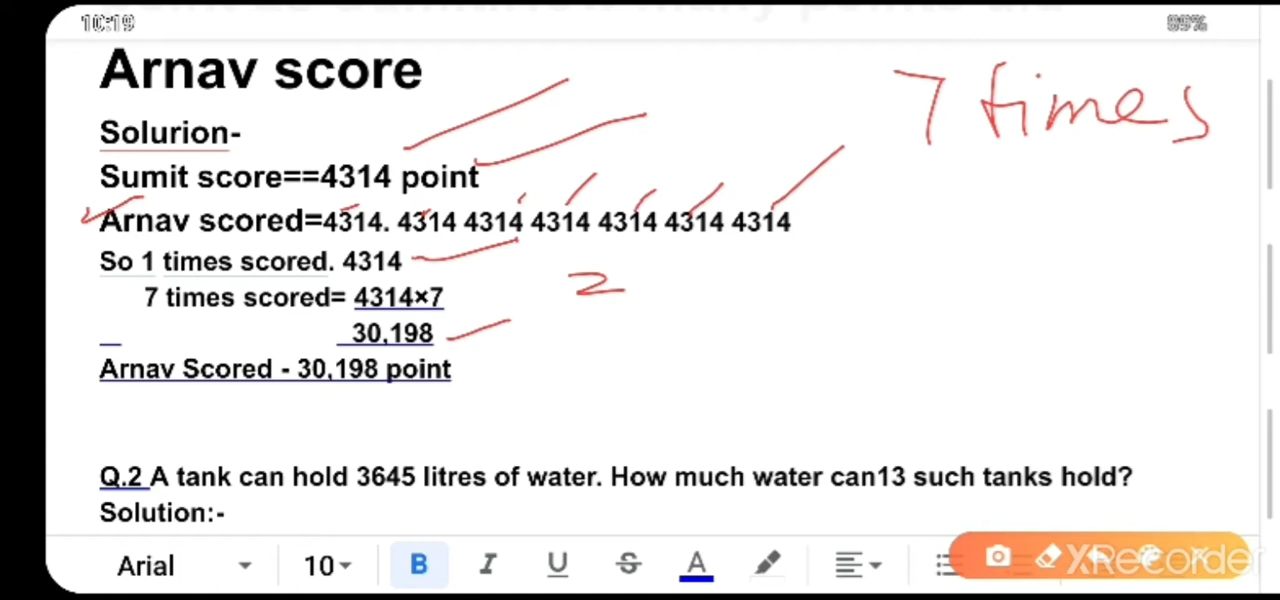 10:19
89%
Arnav score
7 times
Solurion-
Sumit score==4314 point
Arnav scored=4314. 4314 4314 4314 4314 4314 4314
So 1 times scored. 4314
2
7 times scored= 4314×7
30,198
Arnav Scored - 30,198 point
Q.2 A tank can hold 3645 litres of water. How much water can13 such tanks hold?
Solution:-
Arial
10
B I U S A
XRecorder